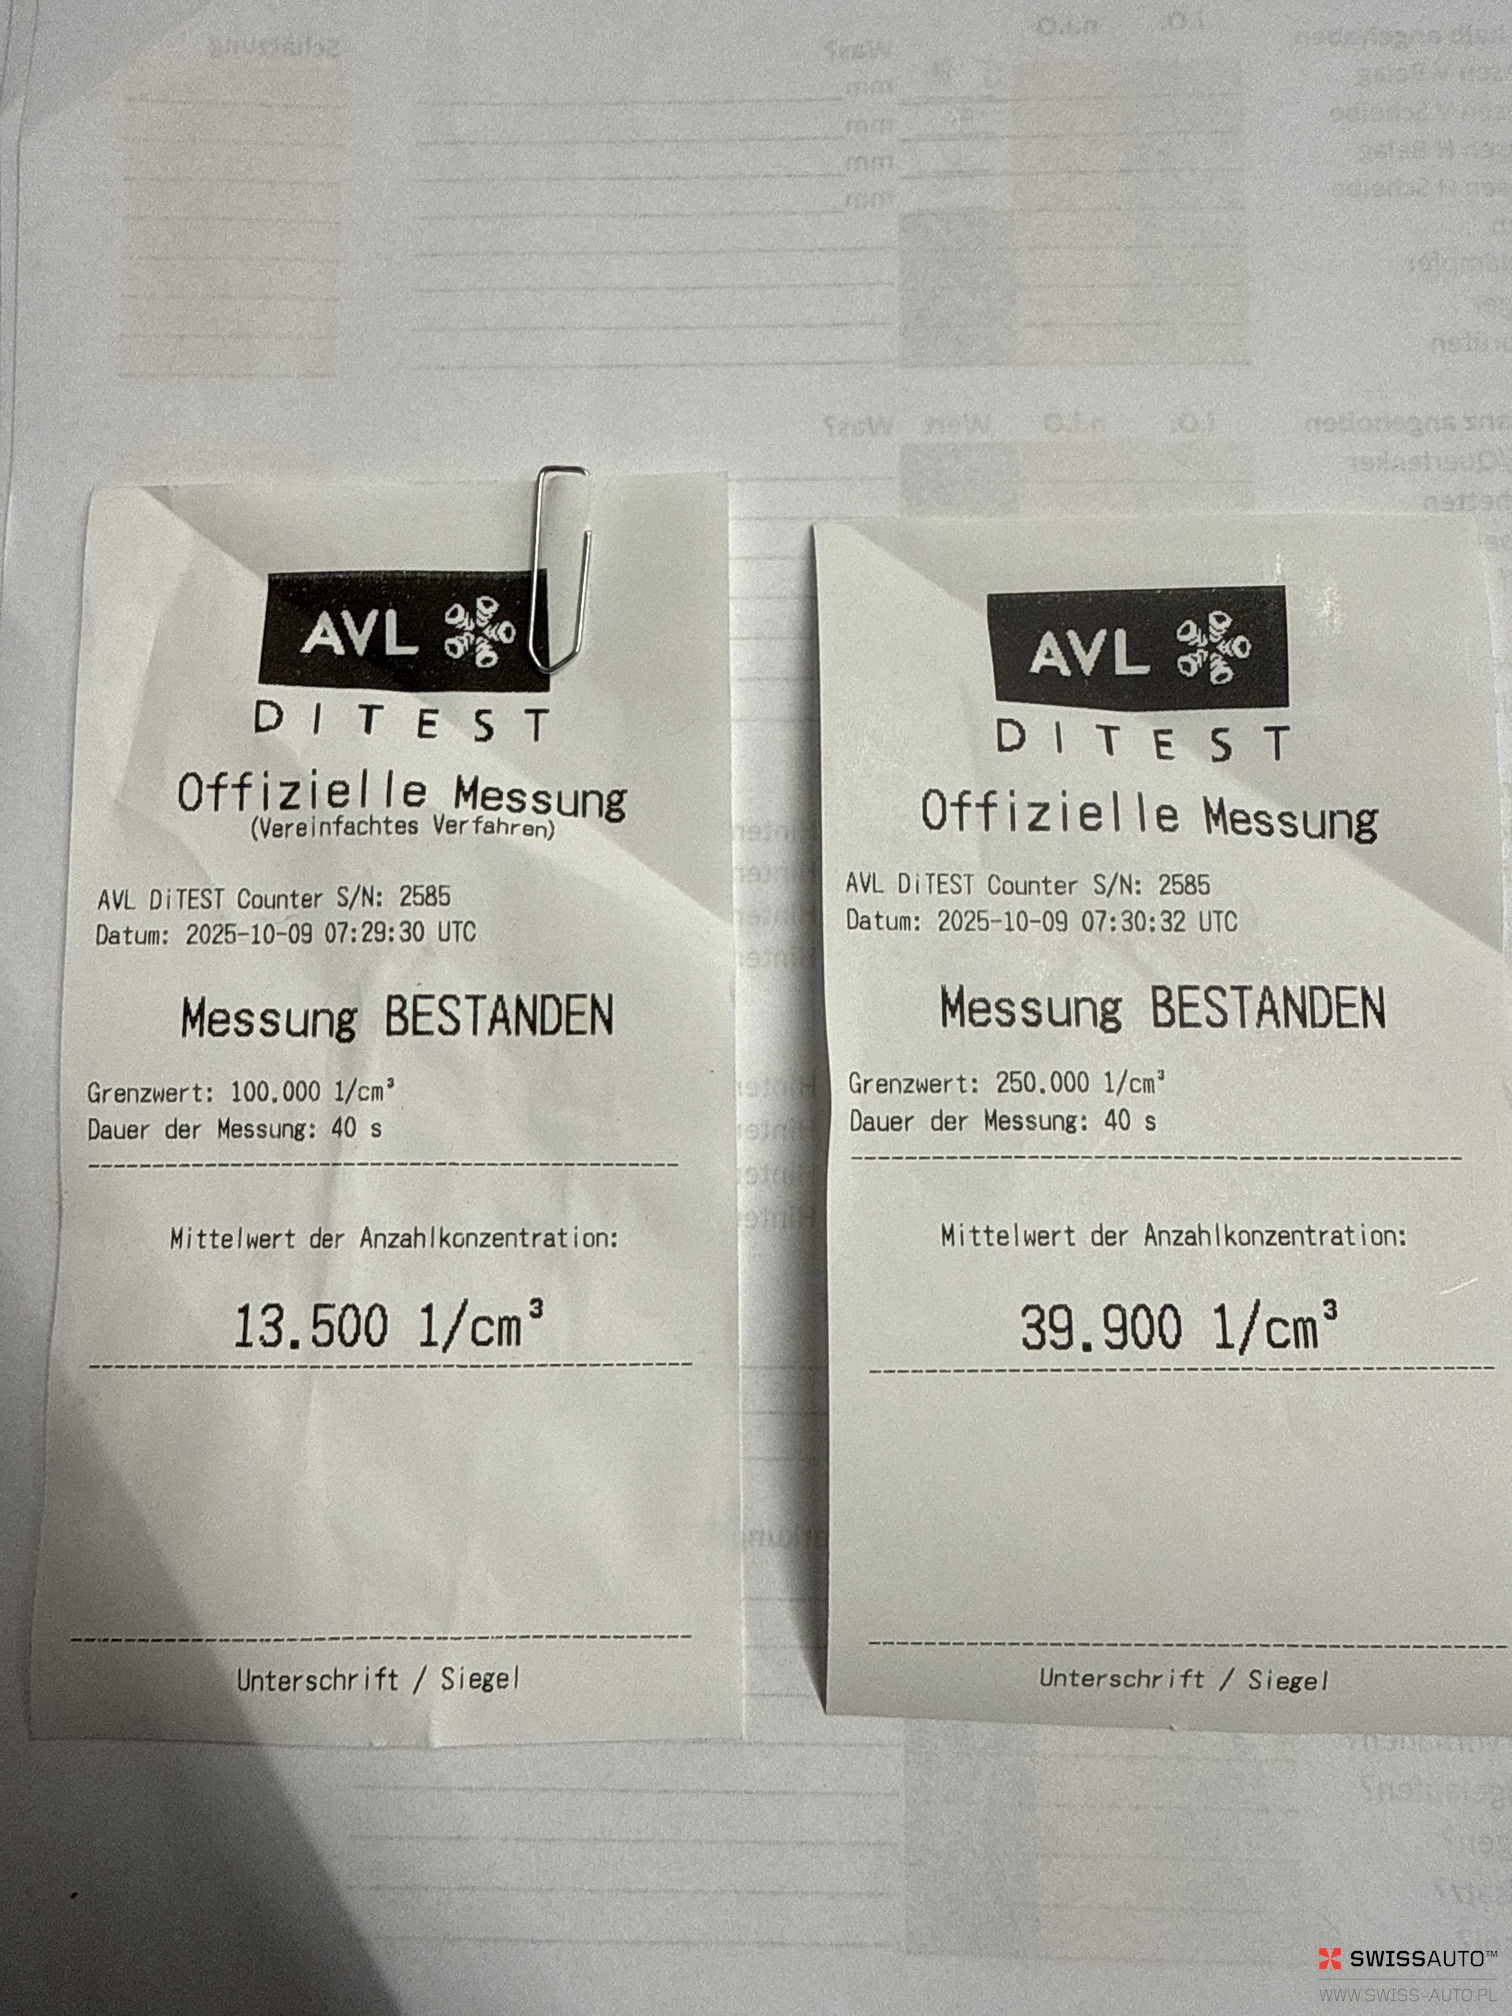 AVL
DITEST
Offizielle Messung
(Vereinfachtes Verfahren)
AVL DiTEST Counter S/N: 2585
Datum: 2025-10-09 07:29:30 UTC
Messung BESTANDEN
Grenzwert: 100.000 1/cm³
Dauer der Messung: 40 s
Mittelwert der Anzahlkonzentration:
13.500 1/cm³
Unterschrift / Siegel
AVL
DITEST
Offizielle Messung
AVL DiTEST Counter S/N: 2585
Datum: 2025-10-09 07:30:32 UTC
Messung BESTANDEN
Grenzwert: 250.000 1/cm³
Dauer der Messung: 40 s
Mittelwert der Anzahlkonzentration:
39.900 1/cm³
Unterschrift / Siegel
SWISSAUTO™
WWW.SWISS-AUTO.PL